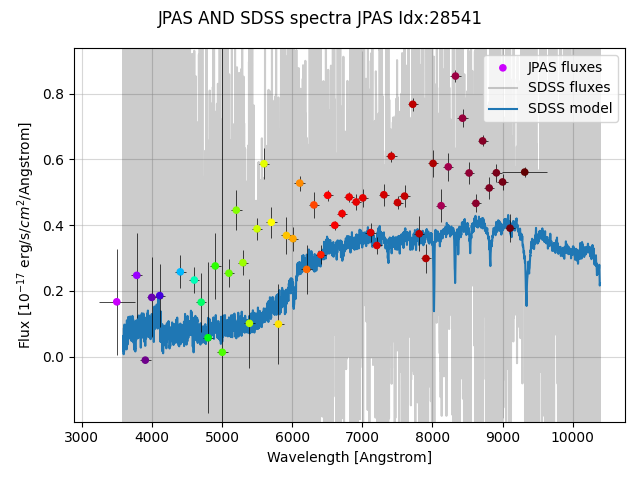 JPAS AND SDSS spectra JPAS Idx:28541
JPAS fluxes
SDSS fluxes
SDSS model
Flux [10⁻¹⁷ erg/s/cm²/Angstrom]
0.8
0.6
0.4
0.2
0.0
3000 4000 5000 6000 7000 8000 9000 10000
Wavelength [Angstrom]